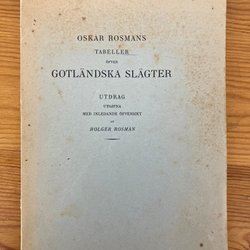 OSKAR ROSMANS
TABELLER
ÖFVER
GOTLÄNDSKA SLÄGTER
UTDRAG
UTGIFNA
MED INLEDANDE ÖFVERSIKT
AF
HOLGER ROSMAN